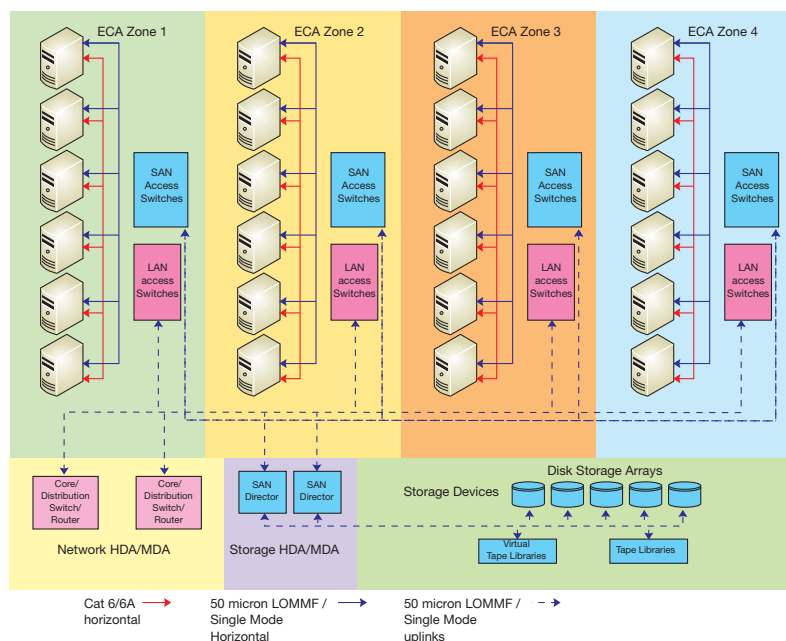 ECA Zone 1
ECA Zone 2
ECA Zone 3
ECA Zone 4
SAN
Access
Switches
SAN
Access
Switches
SAN
Access
Switches
SAN
Access
Switches
LAN
access
Switches
LAN
access
Switches
LAN
access
Switches
LAN
access
Switches
Core/
Distribution
Switch/
Router
Core/
Distribution
Switch/
Router
Network HDA/MDA
SAN
Director
SAN
Director
Storage HDA/MDA
Disk Storage Arrays
Storage Devices
Virtual
Tape Libraries
Tape Libraries
Cat 6/6A
horizontal
50 micron LOMMF /
Single Mode
Horizontal
50 micron LOMMF /
Single Mode
uplinks